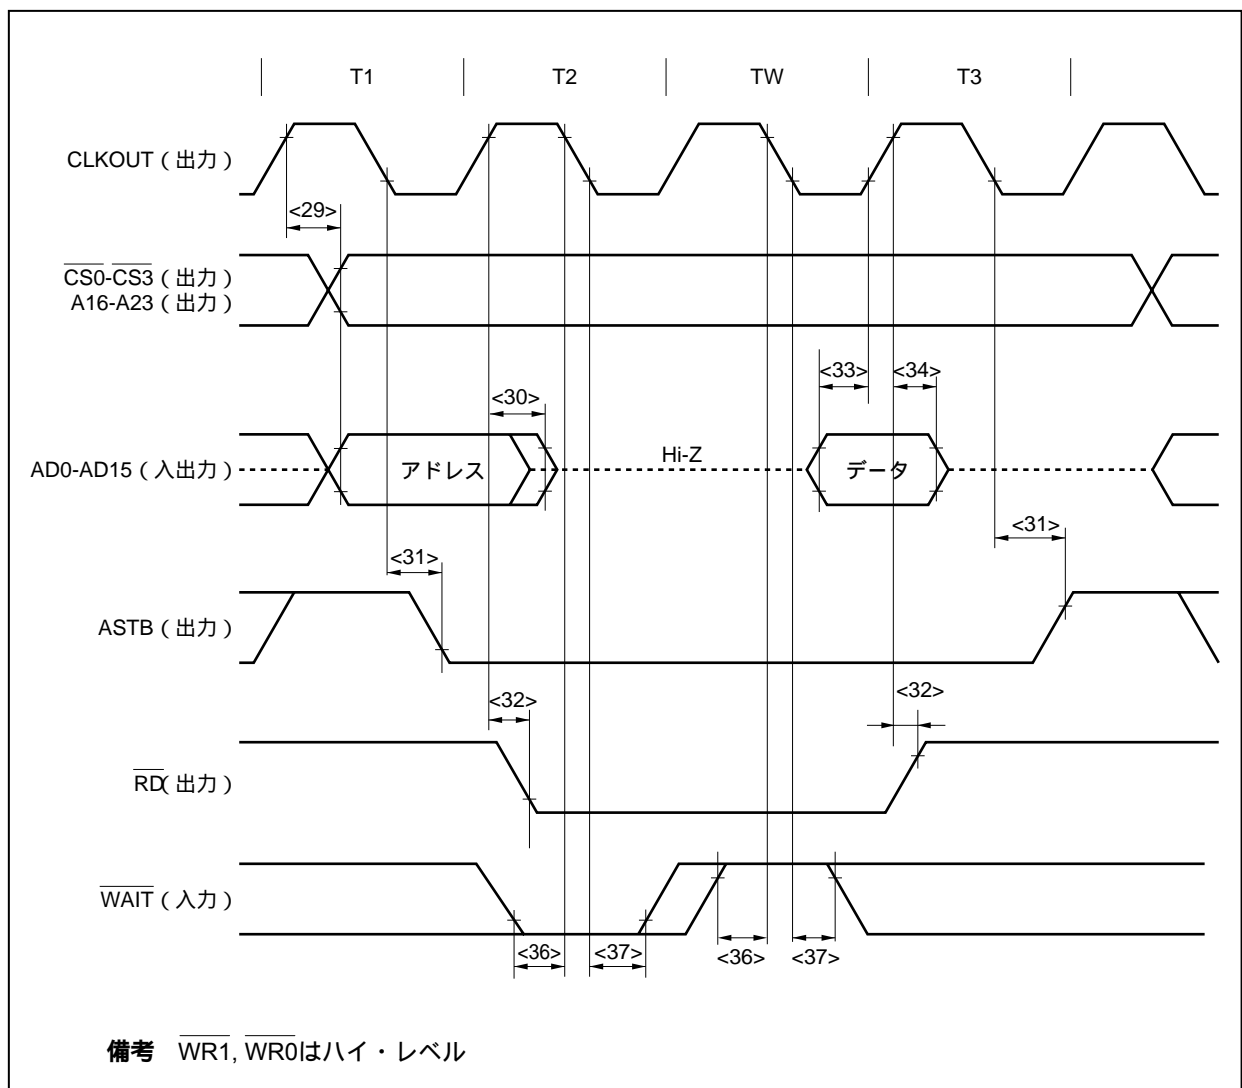 T1 T2 TW T3
CLKOUT（出力）
<29>
CS0-CS3（出力）
A16-A23（出力）
<33> <34>
<30>
AD0-AD15（入出力） アドレス Hi-Z データ
<31> <31>
ASTB（出力）
<32> <32>
RD（出力）
WAIT（入力）
<36> <37> <36> <37>
備考 WR1, WR0はハイ・レベル